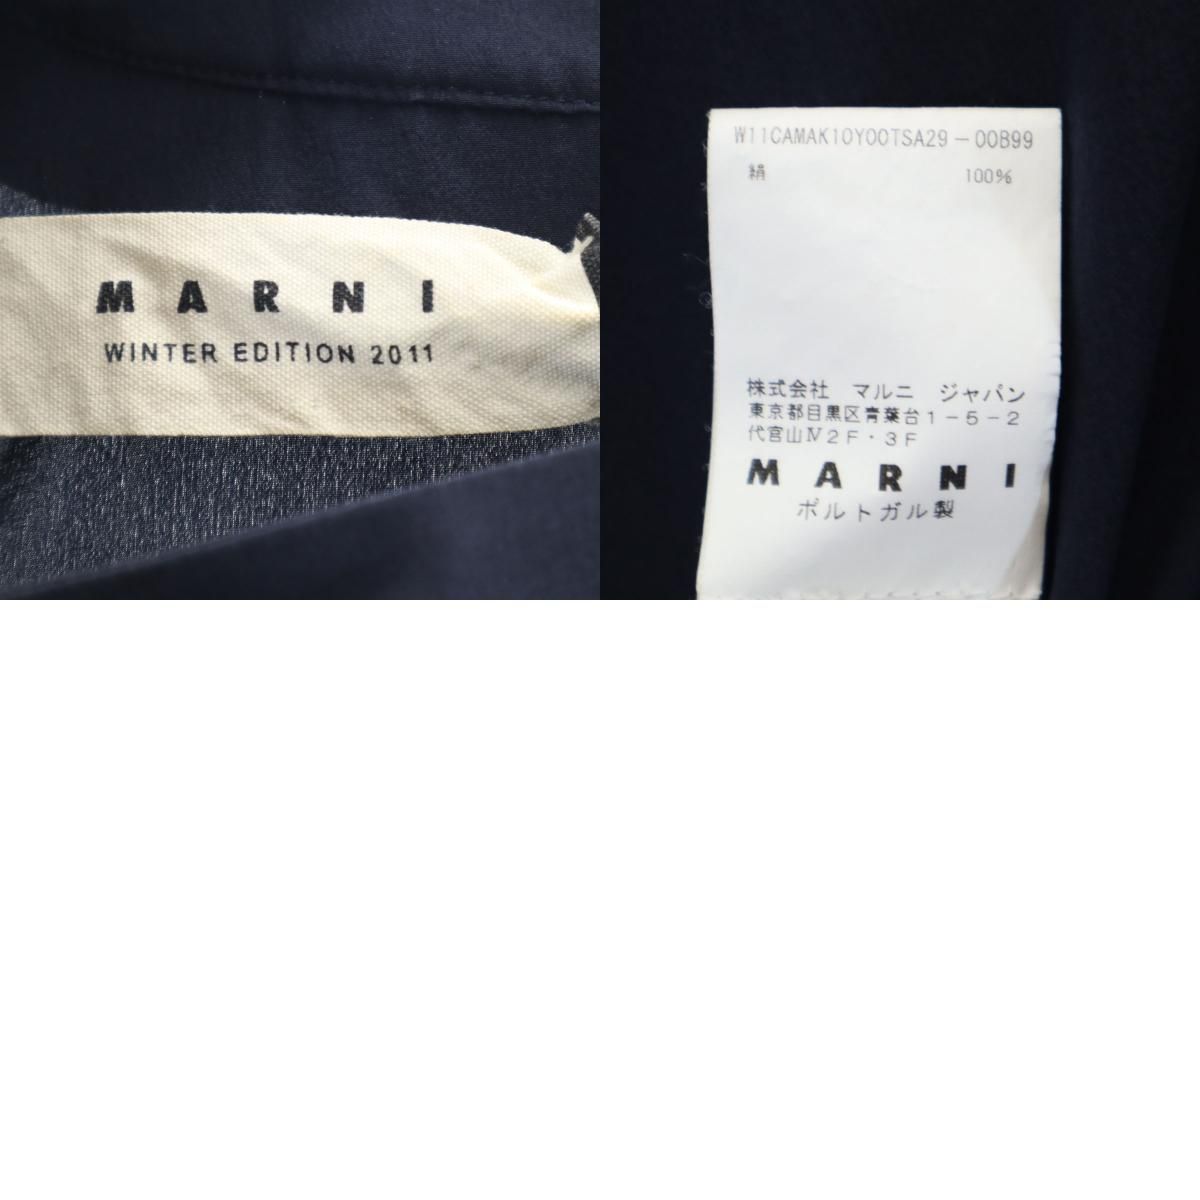 MARNI
WINTER EDITION 2011
W11CAMAK10Y00TSA29-00B99
絹 100%
株式会社 マルニ ジャパン
東京都目黒区青葉台1-5-2
代官山Ⅳ2F・3F
MARNI
ポルトガル製